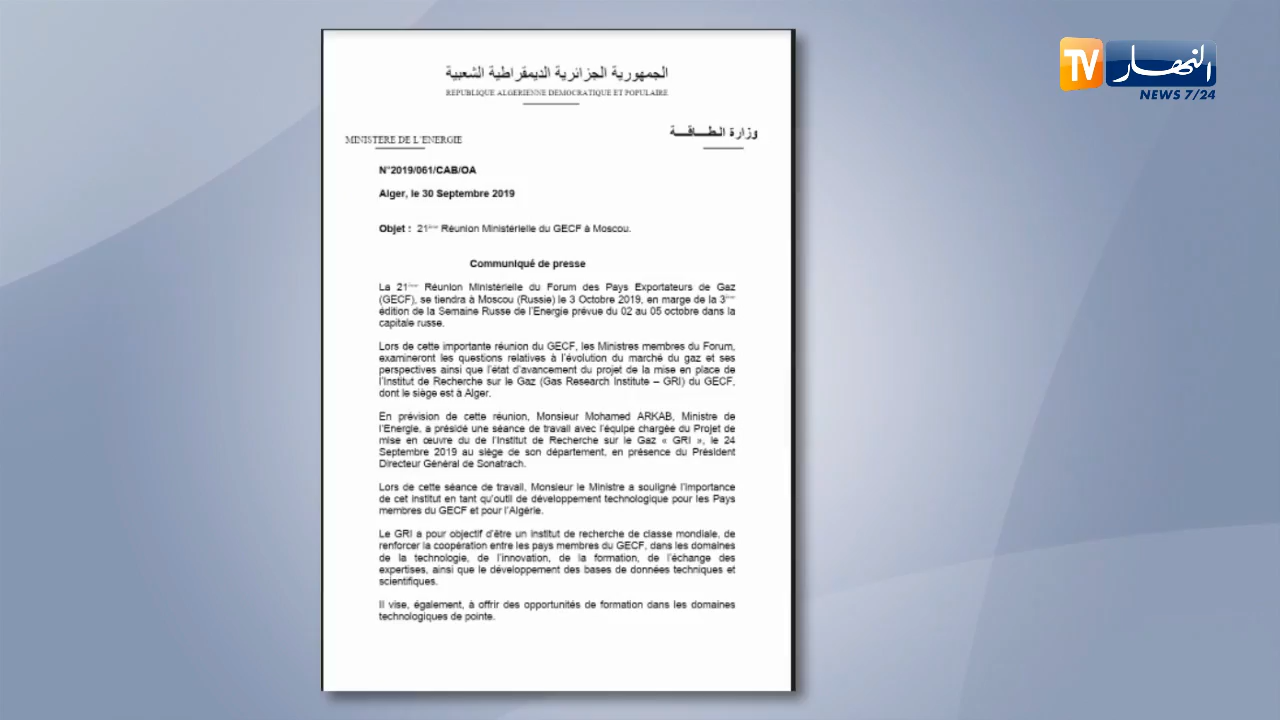 الجمهورية الجزائرية الديمقراطية الشعبية
REPUBLIQUE ALGERIENNE DEMOCRATIQUE ET POPULAIRE
MINISTERE DE L'ENERGIE
وزارة الطـــاقـــة
N°2019/061/CAB/OA
Alger, le 30 Septembre 2019
Objet : 21ème Réunion Ministérielle du GECF à Moscou.
Communiqué de presse
La 21ème Réunion Ministérielle du Forum des Pays Exportateurs de Gaz
(GECF), se tiendra à Moscou (Russie) le 3 Octobre 2019, en marge de la 3ème
édition de la Semaine Russe de l'Energie prévue du 02 au 05 octobre dans la
capitale russe.
Lors de cette importante réunion du GECF, les Ministres membres du Forum,
examineront les questions relatives à l'évolution du marché du gaz et ses
perspectives ainsi que l'état d'avancement du projet de la mise en place de
l'Institut de Recherche sur le Gaz (Gas Research Institute – GRI) du GECF,
dont le siège est à Alger.
En prévision de cette réunion, Monsieur Mohamed ARKAB, Ministre de
l'Energie, a présidé une séance de travail avec l'équipe chargée du Projet de
mise en œuvre du de l'Institut de Recherche sur le Gaz « GRI », le 24
Septembre 2019 au siège de son département, en présence du Président
Directeur Général de Sonatrach.
Lors de cette séance de travail, Monsieur le Ministre a souligné l'importance
de cet institut en tant qu'outil de développement technologique pour les Pays
membres du GECF et pour l'Algérie.
Le GRI a pour objectif d'être un institut de recherche de classe mondiale, de
renforcer la coopération entre les pays membres du GECF, dans les domaines
de la technologie, de l'innovation, de la formation, de l'échange des
expertises, ainsi que le développement des bases de données techniques et
scientifiques.
Il vise, également, à offrir des opportunités de formation dans les domaines
technologiques de pointe.
TV النهار
NEWS 7/24